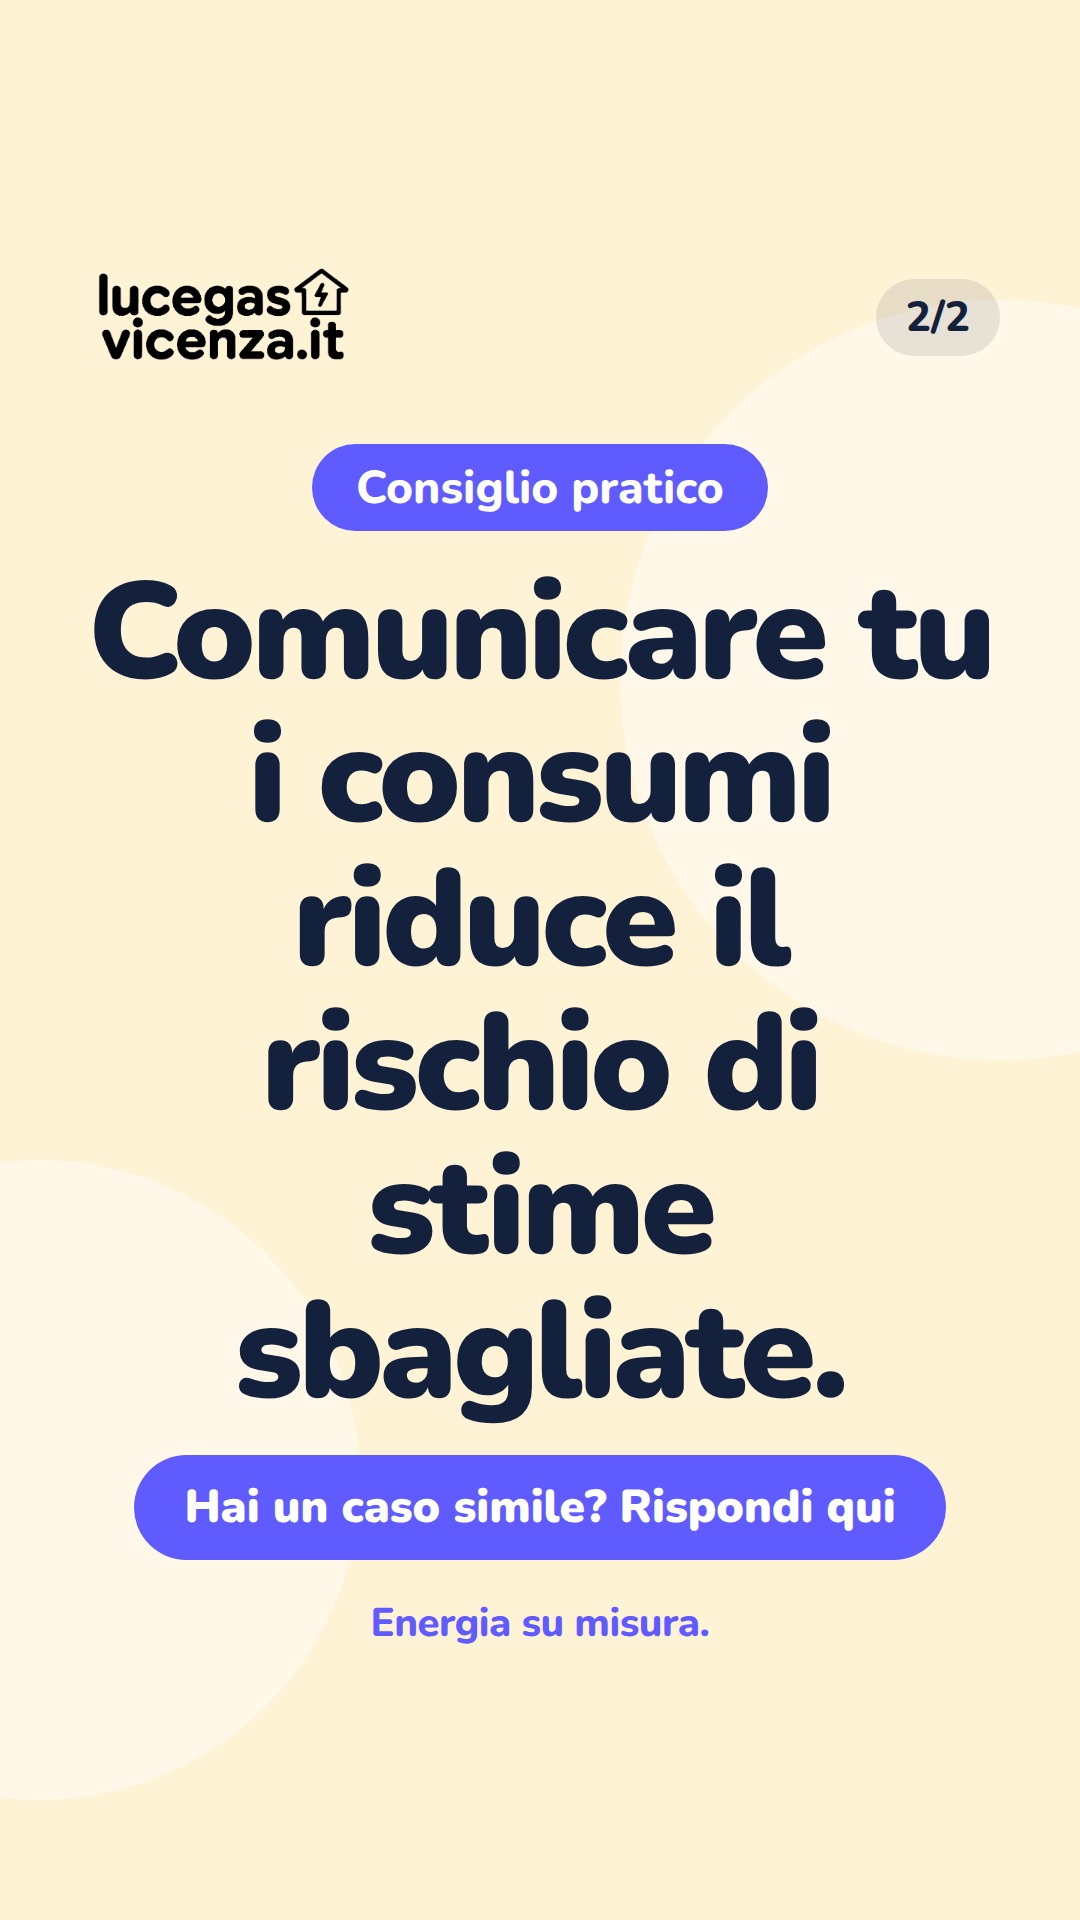 lucegas
vicenza.it
2/2
Consiglio pratico
Comunicare tu
i consumi
riduce il
rischio di
stime
sbagliate.
Hai un caso simile? Rispondi qui
Energia su misura.